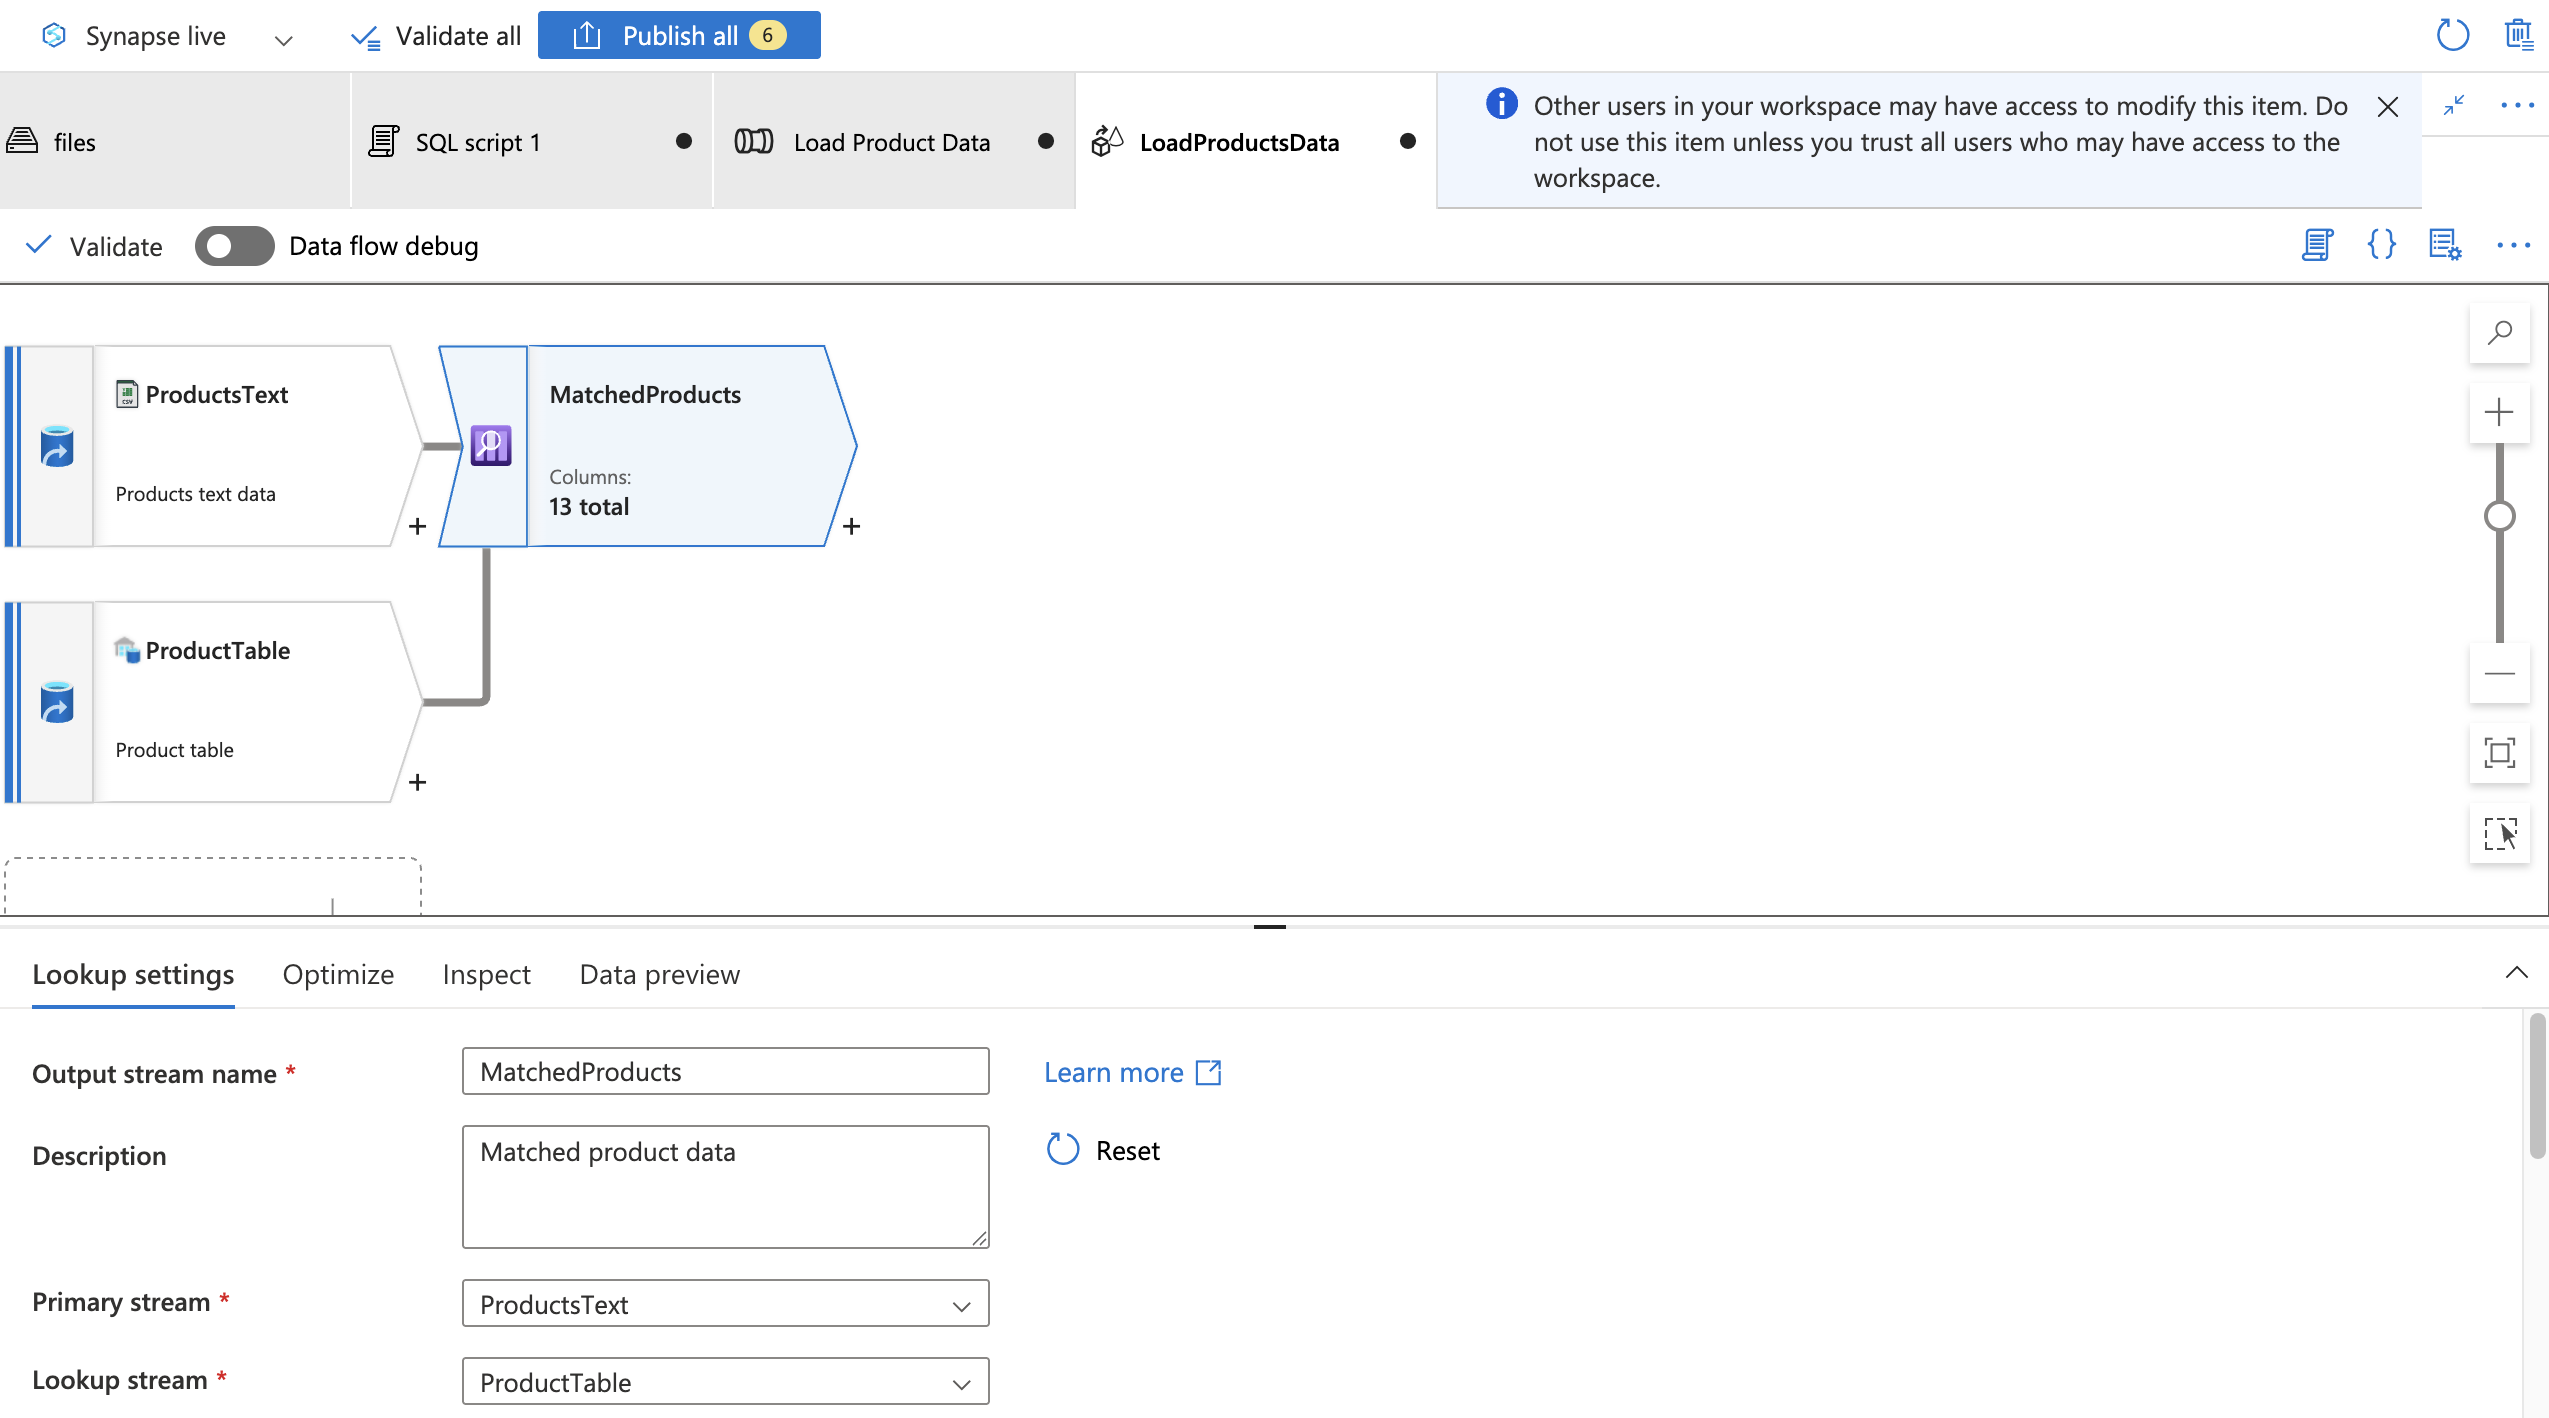 Synapse live
Validate all
Publish all 6
files
SQL script 1
Load Product Data
LoadProductsData
Other users in your workspace may have access to modify this item. Do
not use this item unless you trust all users who may have access to the
workspace.
Validate
Data flow debug
ProductsText
Products text data
+
MatchedProducts
Columns:
13 total
+
ProductTable
Product table
+
Lookup settings
Optimize
Inspect
Data preview
Output stream name *
MatchedProducts
Learn more
Description
Matched product data
Reset
Primary stream *
ProductsText
Lookup stream *
ProductTable